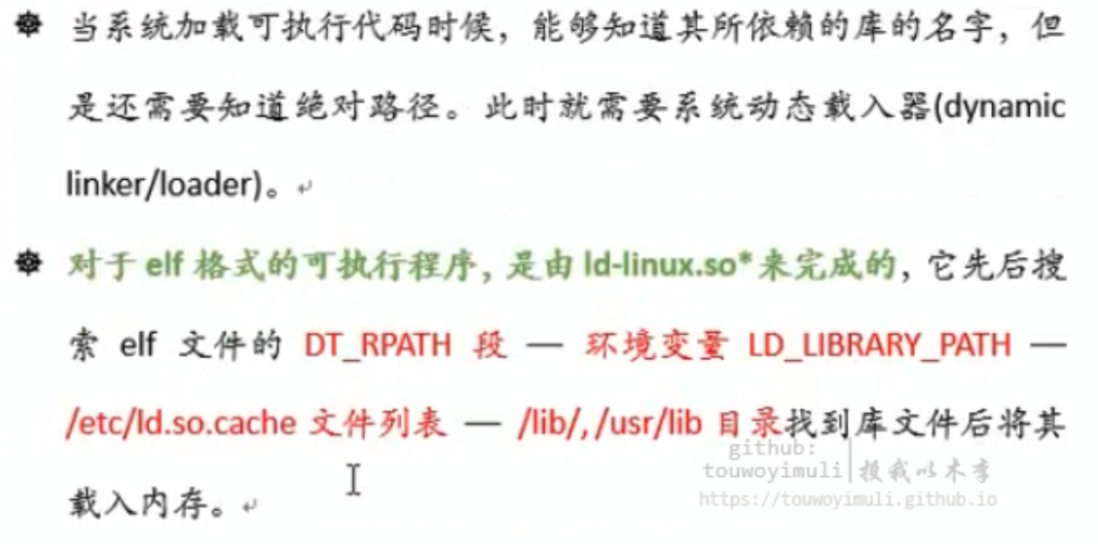 当系统加载可执行代码时候，能够知道其所依赖的库的名字，但
是还需要知道绝对路径。此时就需要系统动态载入器(dynamic
linker/loader)。
对于 elf 格式的可执行程序，是由 ld-linux.so*来完成的，它先后搜
索 elf 文件的 DT_RPATH 段 — 环境变量 LD_LIBRARY_PATH —
/etc/ld.so.cache 文件列表 — /lib/,/usr/lib 目录找到库文件后将其
载入内存。
github:
touwoyimuli|投我以木李
https://touwoyimuli.github.io